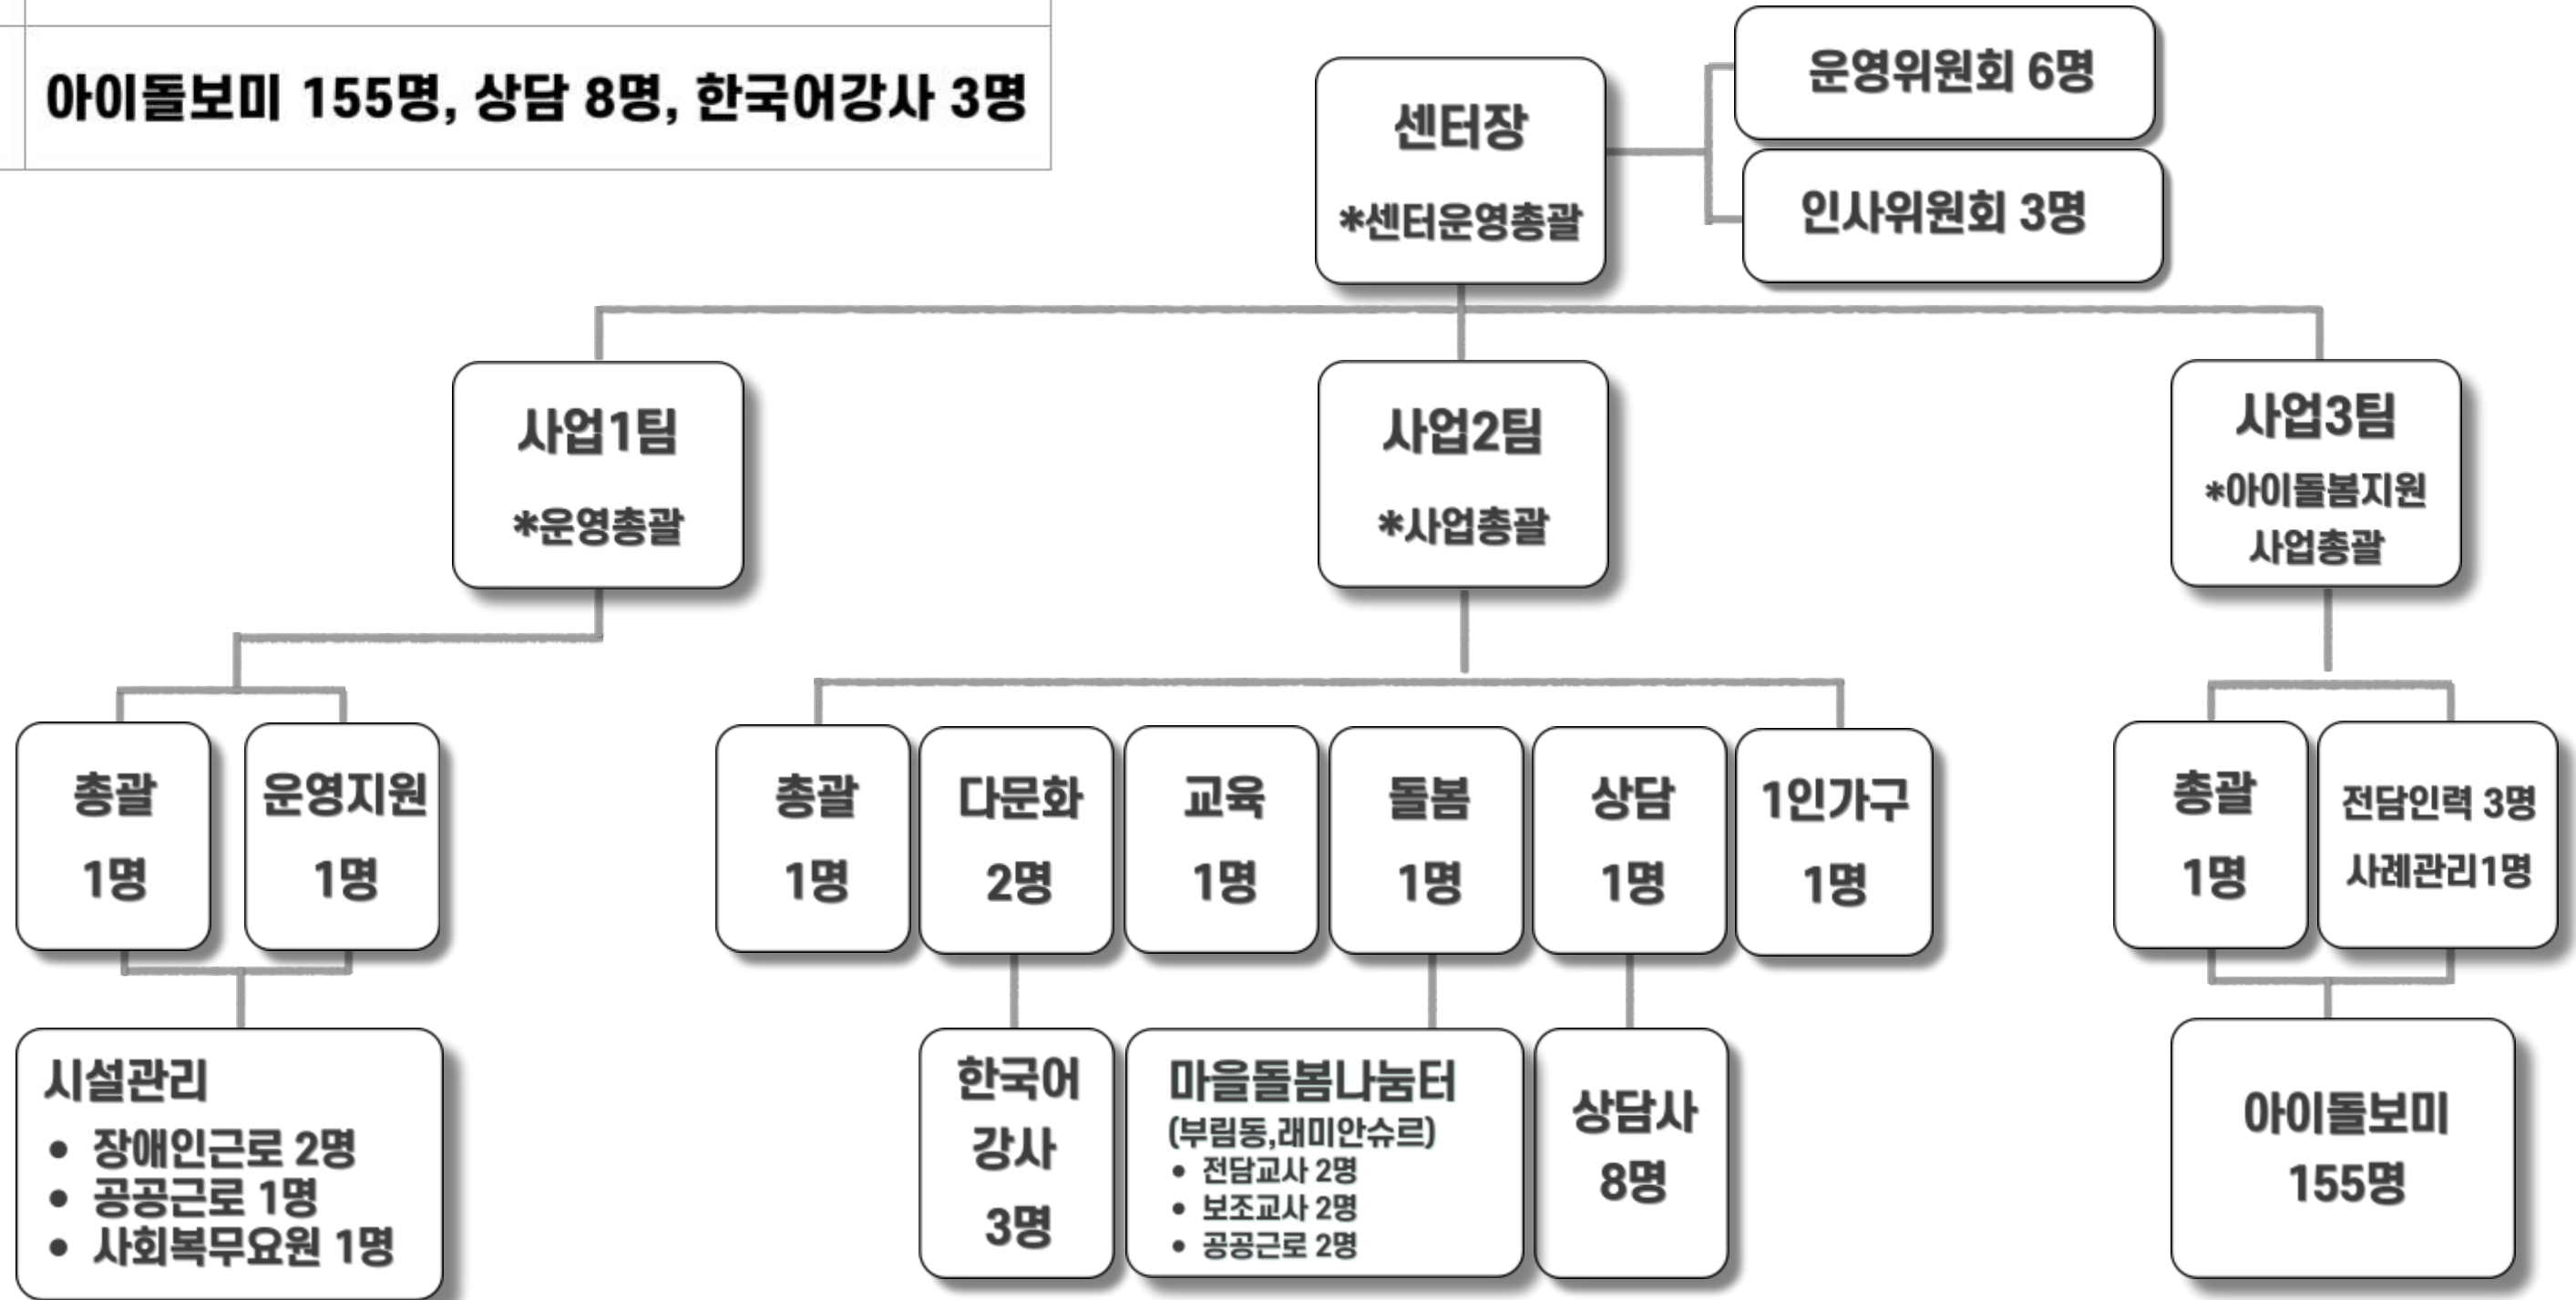 아이돌보미 155명, 상담 8명, 한국어강사 3명
센터장
*센터운영총괄
운영위원회 6명
인사위원회 3명
사업1팀
*운영총괄
사업2팀
*사업총괄
사업3팀
*아이돌봄지원
사업총괄
총괄
1명
운영지원
1명
총괄
1명
다문화
2명
교육
1명
돌봄
1명
상담
1명
1인가구
1명
총괄
1명
전담인력 3명
사례관리1명
시설관리
• 장애인근로 2명
• 공공근로 1명
• 사회복무요원 1명
한국어
강사
3명
마을돌봄나눔터
(부림동,래미안슈르)
• 전담교사 2명
• 보조교사 2명
• 공공근로 2명
상담사
8명
아이돌보미
155명